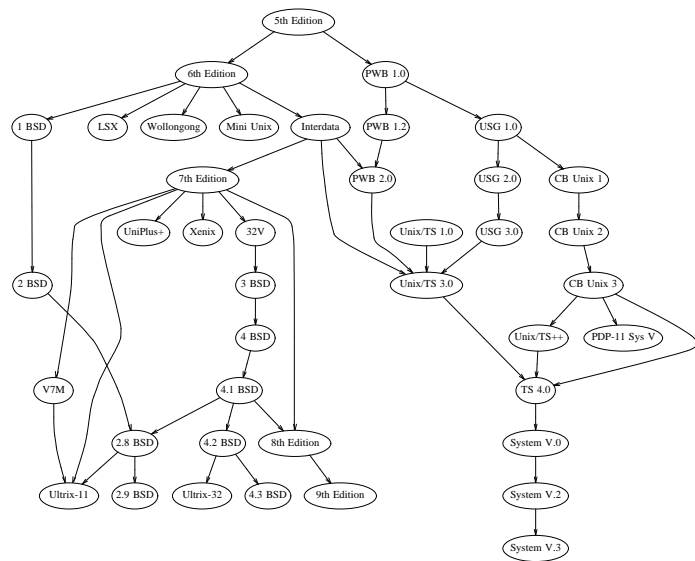 5th Edition
6th Edition
PWB 1.0
1 BSD
LSX
Wollongong
Mini Unix
Interdata
PWB 1.2
USG 1.0
7th Edition
PWB 2.0
USG 2.0
CB Unix 1
UniPlus+
Xenix
32V
Unix/TS 1.0
USG 3.0
CB Unix 2
2 BSD
3 BSD
Unix/TS 3.0
CB Unix 3
4 BSD
Unix/TS++
PDP-11 Sys V
V7M
4.1 BSD
TS 4.0
2.8 BSD
4.2 BSD
8th Edition
System V.0
Ultrix-11
2.9 BSD
Ultrix-32
4.3 BSD
9th Edition
System V.2
System V.3